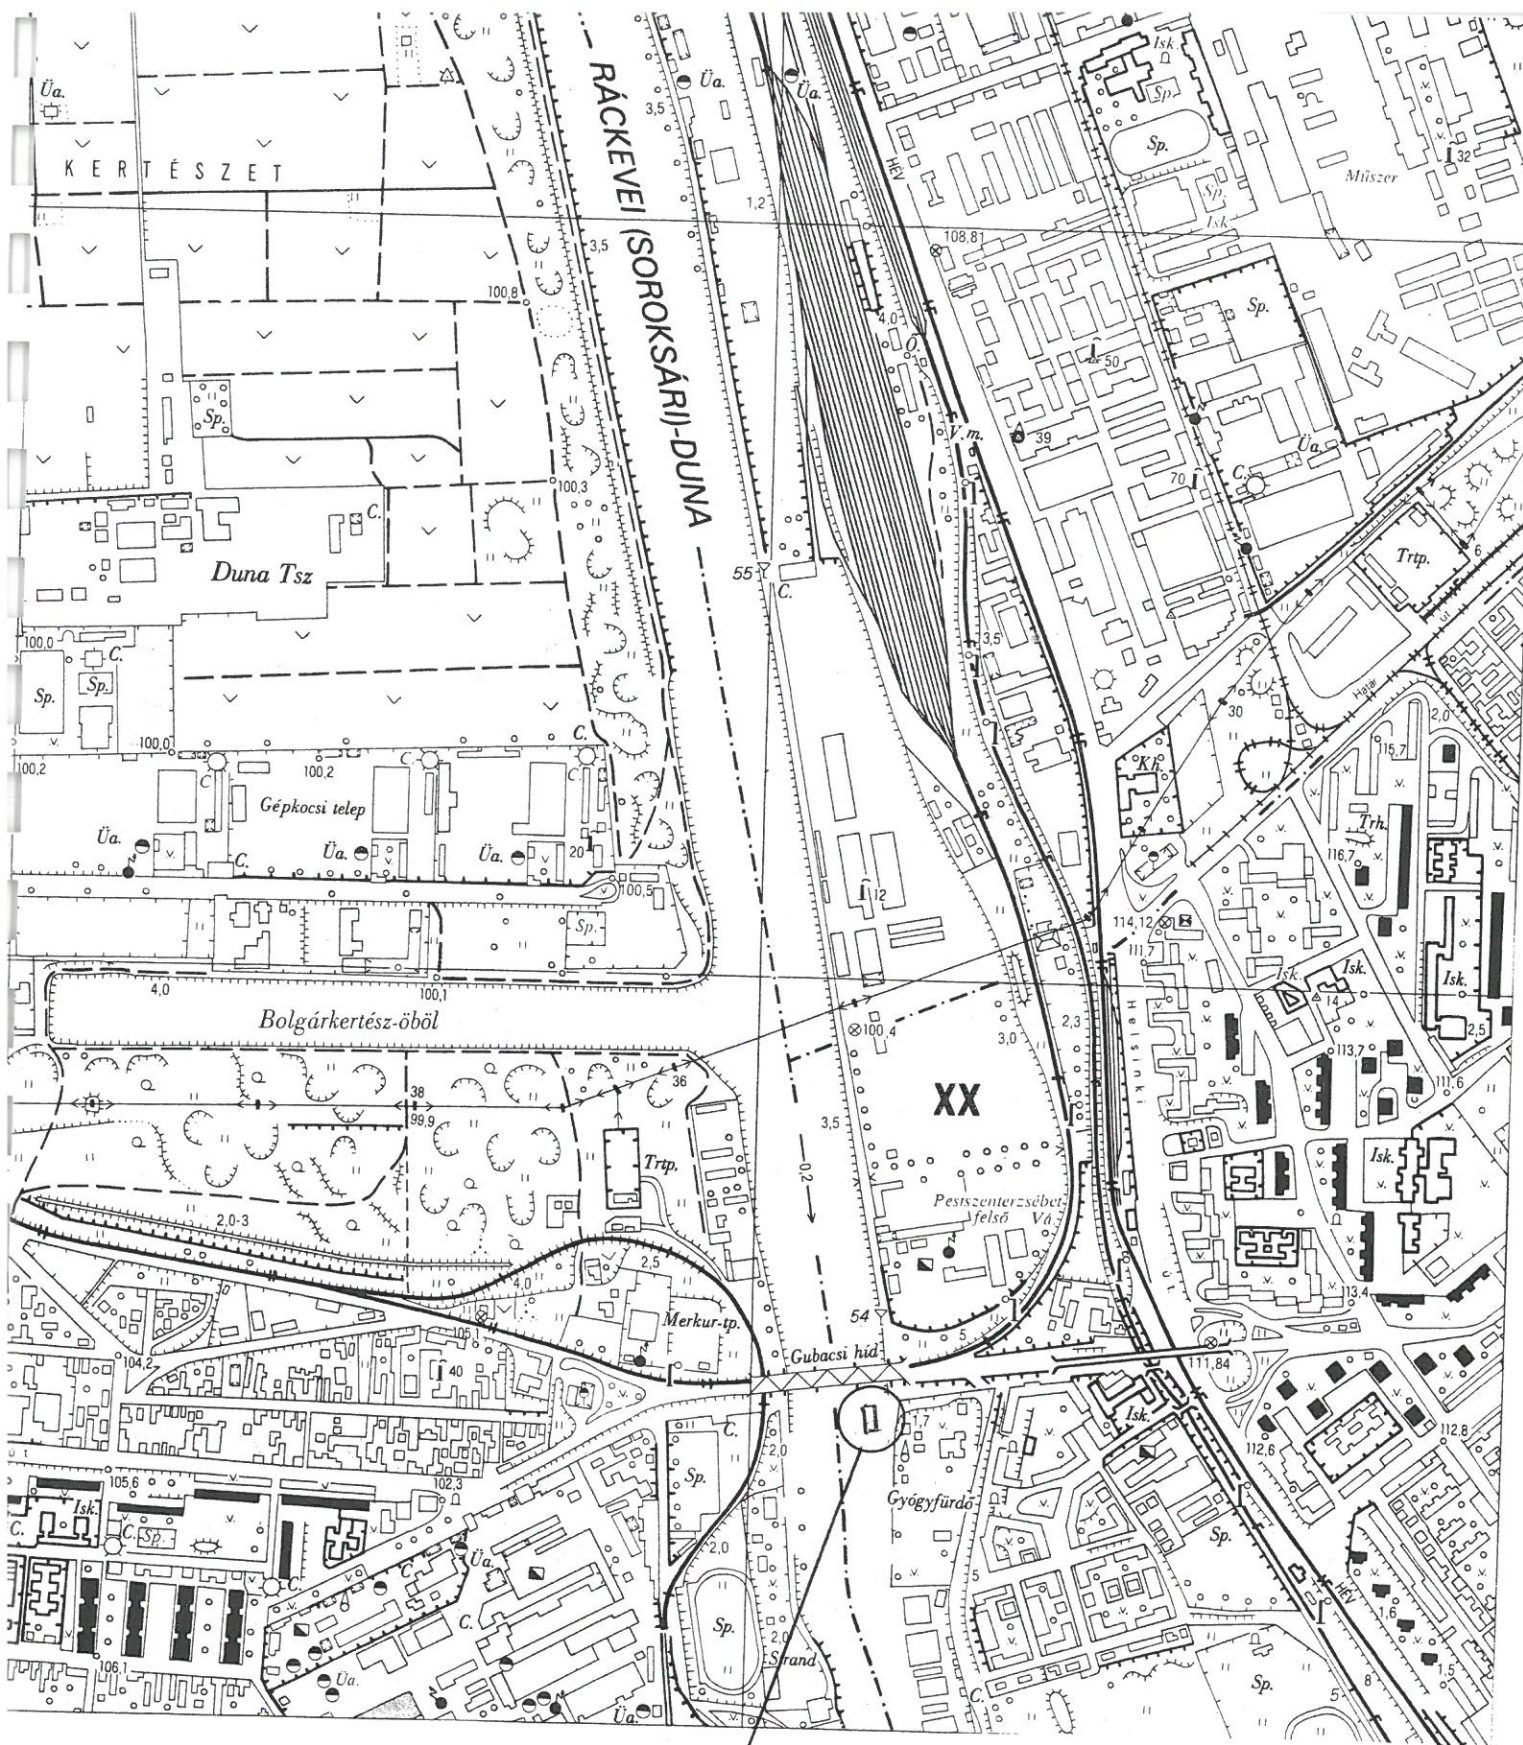 Isk.
Sp.
Üa.
3,5
Üa.
Üa.
Sp.
32
KERTÉSZET
Műszer
HÉV
RÁCKEVEI (SOROKSÁRI)-DUNA
1,2
Sp.
Isk.
3,5
108,81
100,8
Sp.
4,0
Ő.
50
Sp.
V.m.
39
Üa.
C.
70
100,3
C.
Trtp.
6
Duna Tsz
55
C.
100,0
3,5
C.
Sp.
Sp.
Határ
30
2,0
100,0
C.
115,7
100,2
100,2
Kh.
C
C
C
Gépkocsi telep
Trh.
Üa.
Üa.
Üa.
20
116,7
C.
100,5
12
114,12
Sp.
111,7
Isk.
Isk.
Isk.
14
4,0
100,1
Helsinki
2,5
Bolgárkertész-öböl
100,4
2,3
3,0
113,7
36
XX
111,6
38
99,9
3,5
Trtp.
0,2
Isk.
Pestszenterzsébet
felső Vá.
2,0-3
2,5
4,0
113,4
Merkur-tp.
54
105,1
5
104,2
Gubacsi híd
111,84
40
Isk.
1,7
C.
112,6
112,8
2,0
105,6
102,3
Sp.
Gyógyfürdő
Isk.
C.
C.
Sp.
Sp.
2,0
Üa.
C.
C.
5
HÉV
1,6
C.
Sp.
2,0
106,1
Strand
Üa.
Sp.
1,5
8
5
C.
Üa.